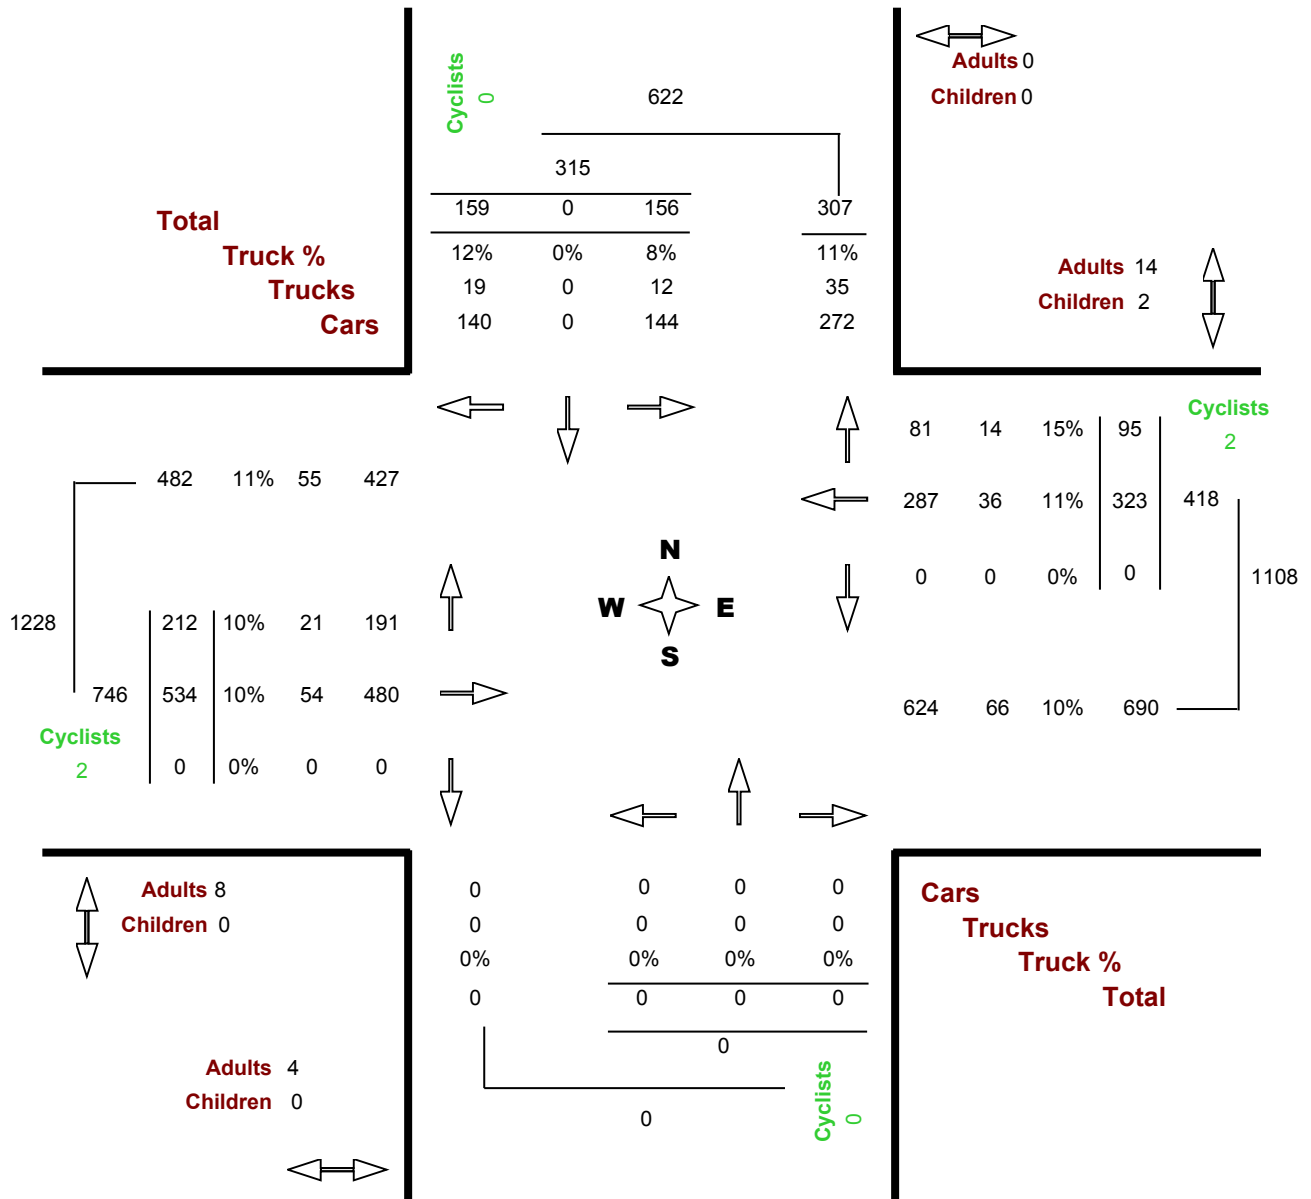 Adults 0
Children 0
Cyclists
0
622
315
159 0 156 307
Total
12% 0% 8% 11%
Truck %
19 0 12 35
Trucks
140 0 144 272
Cars
Adults 14
Children 2
Cyclists
2
81 14 15% 95
482 11% 55 427
287 36 11% 323 418
N
0 0 0% 0
1108
W E
S
1228
212 10% 21 191
746 534 10% 54 480
624 66 10% 690
Cyclists
2
0 0% 0 0
Adults 8
Children 0
0 0 0 0
0 0 0 0
0% 0% 0% 0%
0 0 0 0
0
0
Cyclists
0
Cars
Trucks
Truck %
Total
Adults 4
Children 0